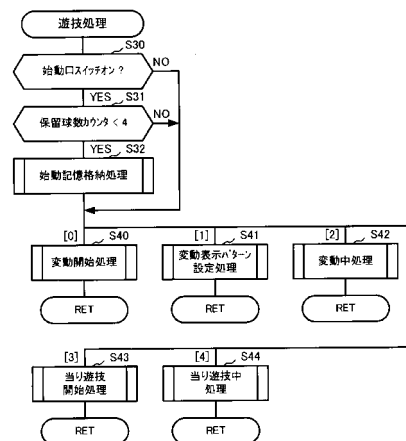 遊技処理
S30
始動口スイッチオン？
NO
YES
S31
保留球数カウンタ＜4
NO
YES
S32
始動記憶格納処理
[0]
S40
変動開始処理
RET
[1]
S41
変動表示パターン
設定処理
RET
[2]
S42
変動中処理
RET
[3]
S43
当り遊技
開始処理
RET
[4]
S44
当り遊技中
処理
RET